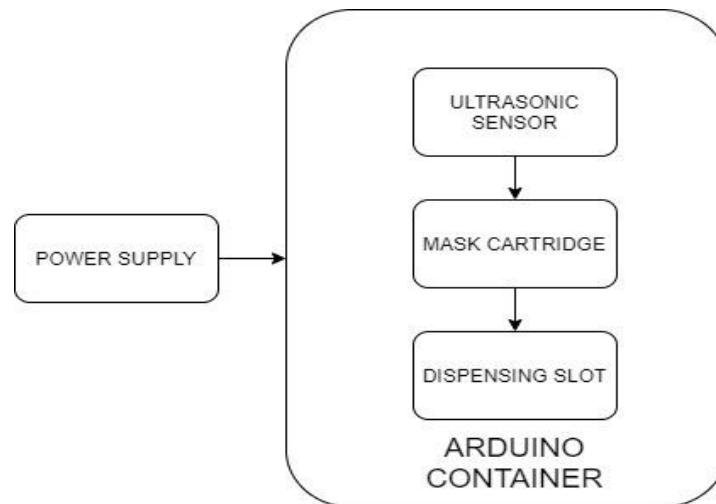 POWER SUPPLY
ULTRASONIC
SENSOR
MASK CARTRIDGE
DISPENSING SLOT
ARDUINO
CONTAINER